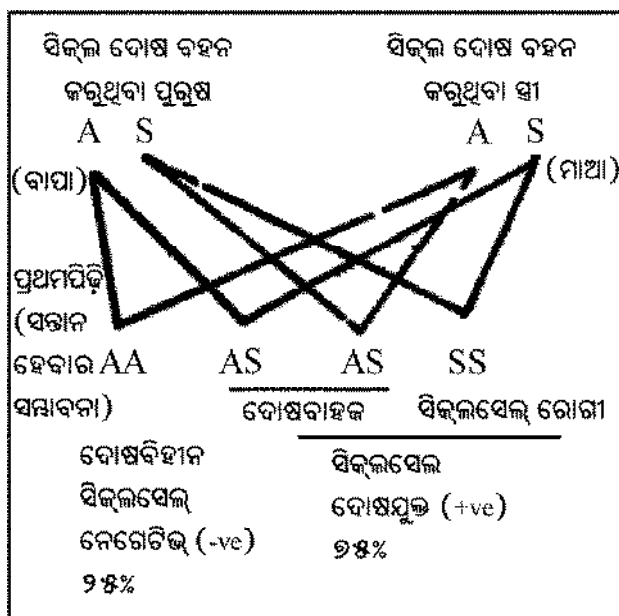 ସିକ୍‌ଲ ଦୋଷ ବହନ ସିକ୍‌ଲ ଦୋଷ ବହନ
କରୁଥିବା ପୁରୁଷ କରୁଥିବା ସ୍ତ୍ରୀ
A S A S
(ବାପା) (ମାଆ)
ପ୍ରଥମପିଢ଼ି
(ସନ୍ତାନ
ହେବାର AA AS AS SS
ସମ୍ଭାବନା) ଦୋଷବାହକ ସିକ୍‌ଲସେଲ୍ ରୋଗୀ
ଦୋଷବିହୀନ
ସିକ୍‌ଲସେଲ୍
ନେଗେଟିଭ୍ (-ve)
୨୫%
ସିକ୍‌ଲସେଲ
ଦୋଷଯୁକ୍ତ (+ve)
୭୫%